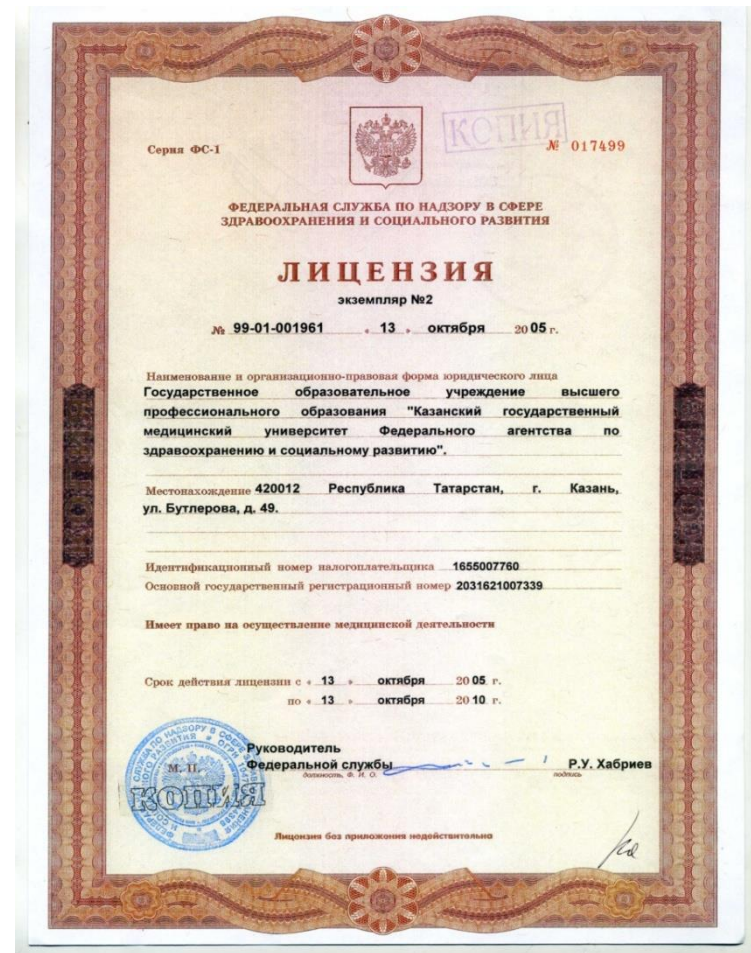 КОПИЯ
Серия ФС-1 № 017499
ФЕДЕРАЛЬНАЯ СЛУЖБА ПО НАДЗОРУ В СФЕРЕ
ЗДРАВООХРАНЕНИЯ И СОЦИАЛЬНОГО РАЗВИТИЯ
ЛИЦЕНЗИЯ
экземпляр №2
№ 99-01-001961 « 13 » октября 20 05 г.
Наименование и организационно-правовая форма юридического лица
Государственное образовательное учреждение высшего
профессионального образования "Казанский государственный
медицинский университет Федерального агентства по
здравоохранению и социальному развитию".
Местонахождение 420012 Республика Татарстан, г. Казань,
ул. Бутлерова, д. 49.
Идентификационный номер налогоплательщика 1655007760
Основной государственный регистрационный номер 2031621007339
Имеет право на осуществление медицинской деятельности
Срок действия лицензии с « 13 » октября 20 05 г.
по « 13 » октября 20 10 г.
Руководитель
М. П. Федеральной службы Р.У. Хабриев
должность, Ф. И. О. подпись
КОПИЯ
Лицензия без приложения недействительна